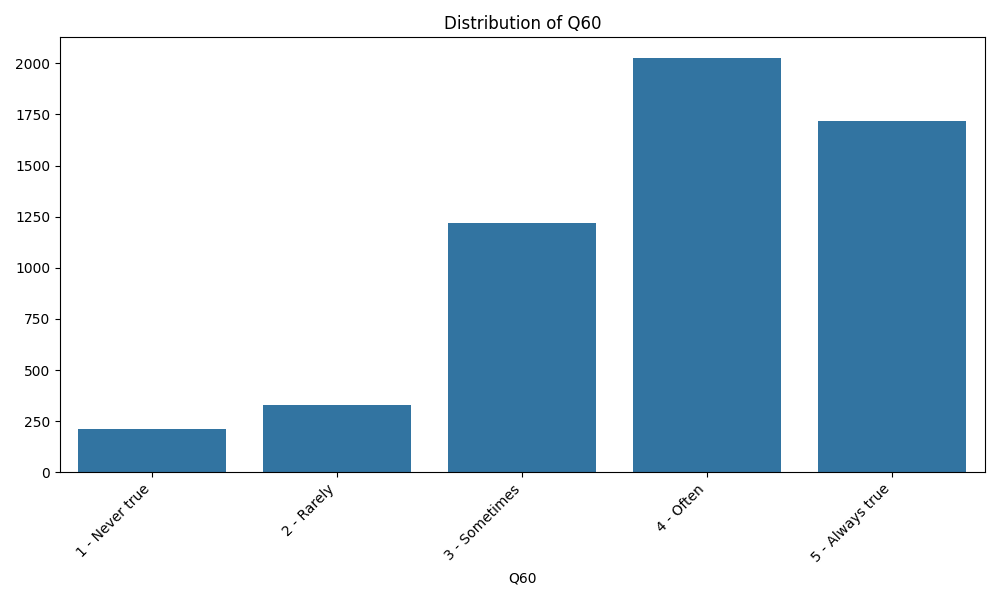 Distribution of Q60
2000
1750
1500
1250
1000
750
500
250
0
1 - Never true
2 - Rarely
3 - Sometimes
4 - Often
5 - Always true
Q60